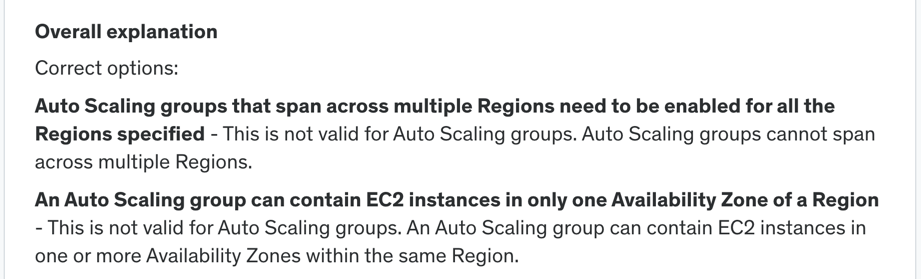 Overall explanation
Correct options:
Auto Scaling groups that span across multiple Regions need to be enabled for all the
Regions specified - This is not valid for Auto Scaling groups. Auto Scaling groups cannot span
across multiple Regions.
An Auto Scaling group can contain EC2 instances in only one Availability Zone of a Region
- This is not valid for Auto Scaling groups. An Auto Scaling group can contain EC2 instances in
one or more Availability Zones within the same Region.